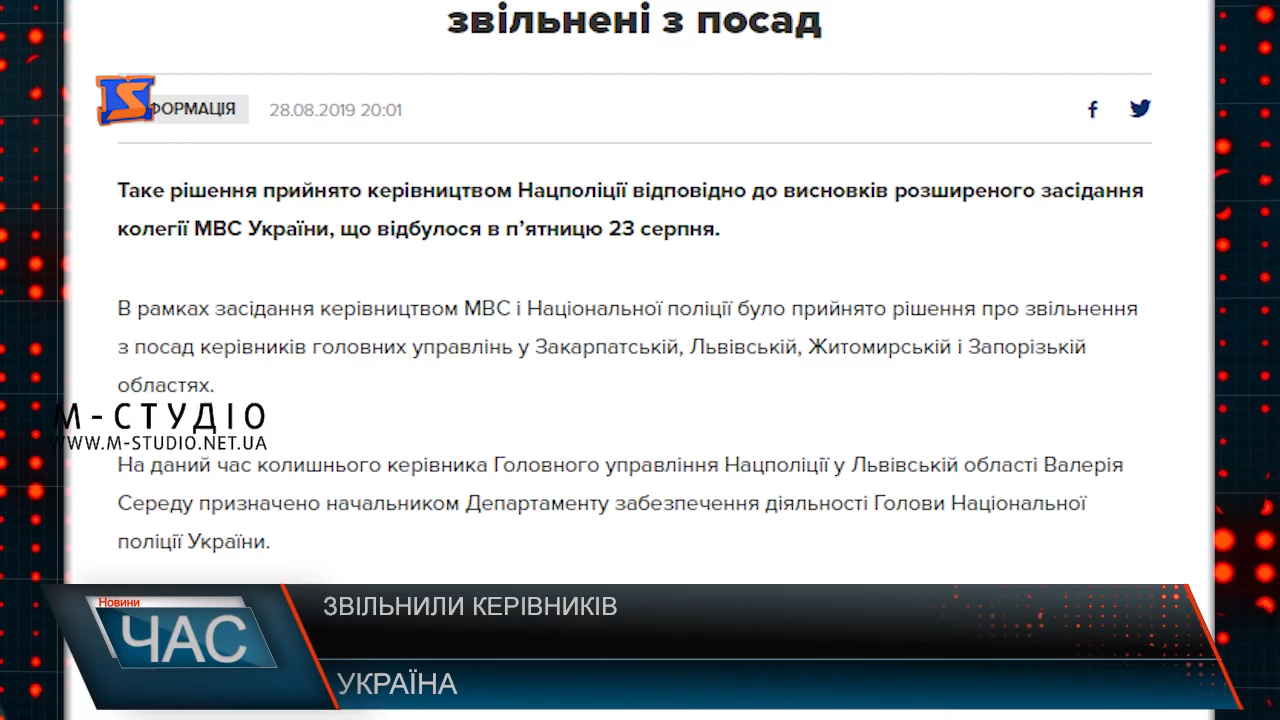 звільнені з посад
ФОРМАЦІЯ 28.08.2019 20:01
Таке рішення прийнято керівництвом Нацполіції відповідно до висновків розширеного засідання
колегії МВС України, що відбулося в п’ятницю 23 серпня.
В рамках засідання керівництвом МВС і Національної поліції було прийнято рішення про звільнення
з посад керівників головних управлінь у Закарпатській, Львівській, Житомирській і Запорізькій
областях.
М-СТУДІО
WWW.M-STUDIO.NET.UA
На даний час колишнього керівника Головного управління Нацполіції у Львівській області Валерія
Середу призначено начальником Департаменту забезпечення діяльності Голови Національної
поліції України.
Новини
ЧАС
ЗВІЛЬНИЛИ КЕРІВНИКІВ
УКРАЇНА